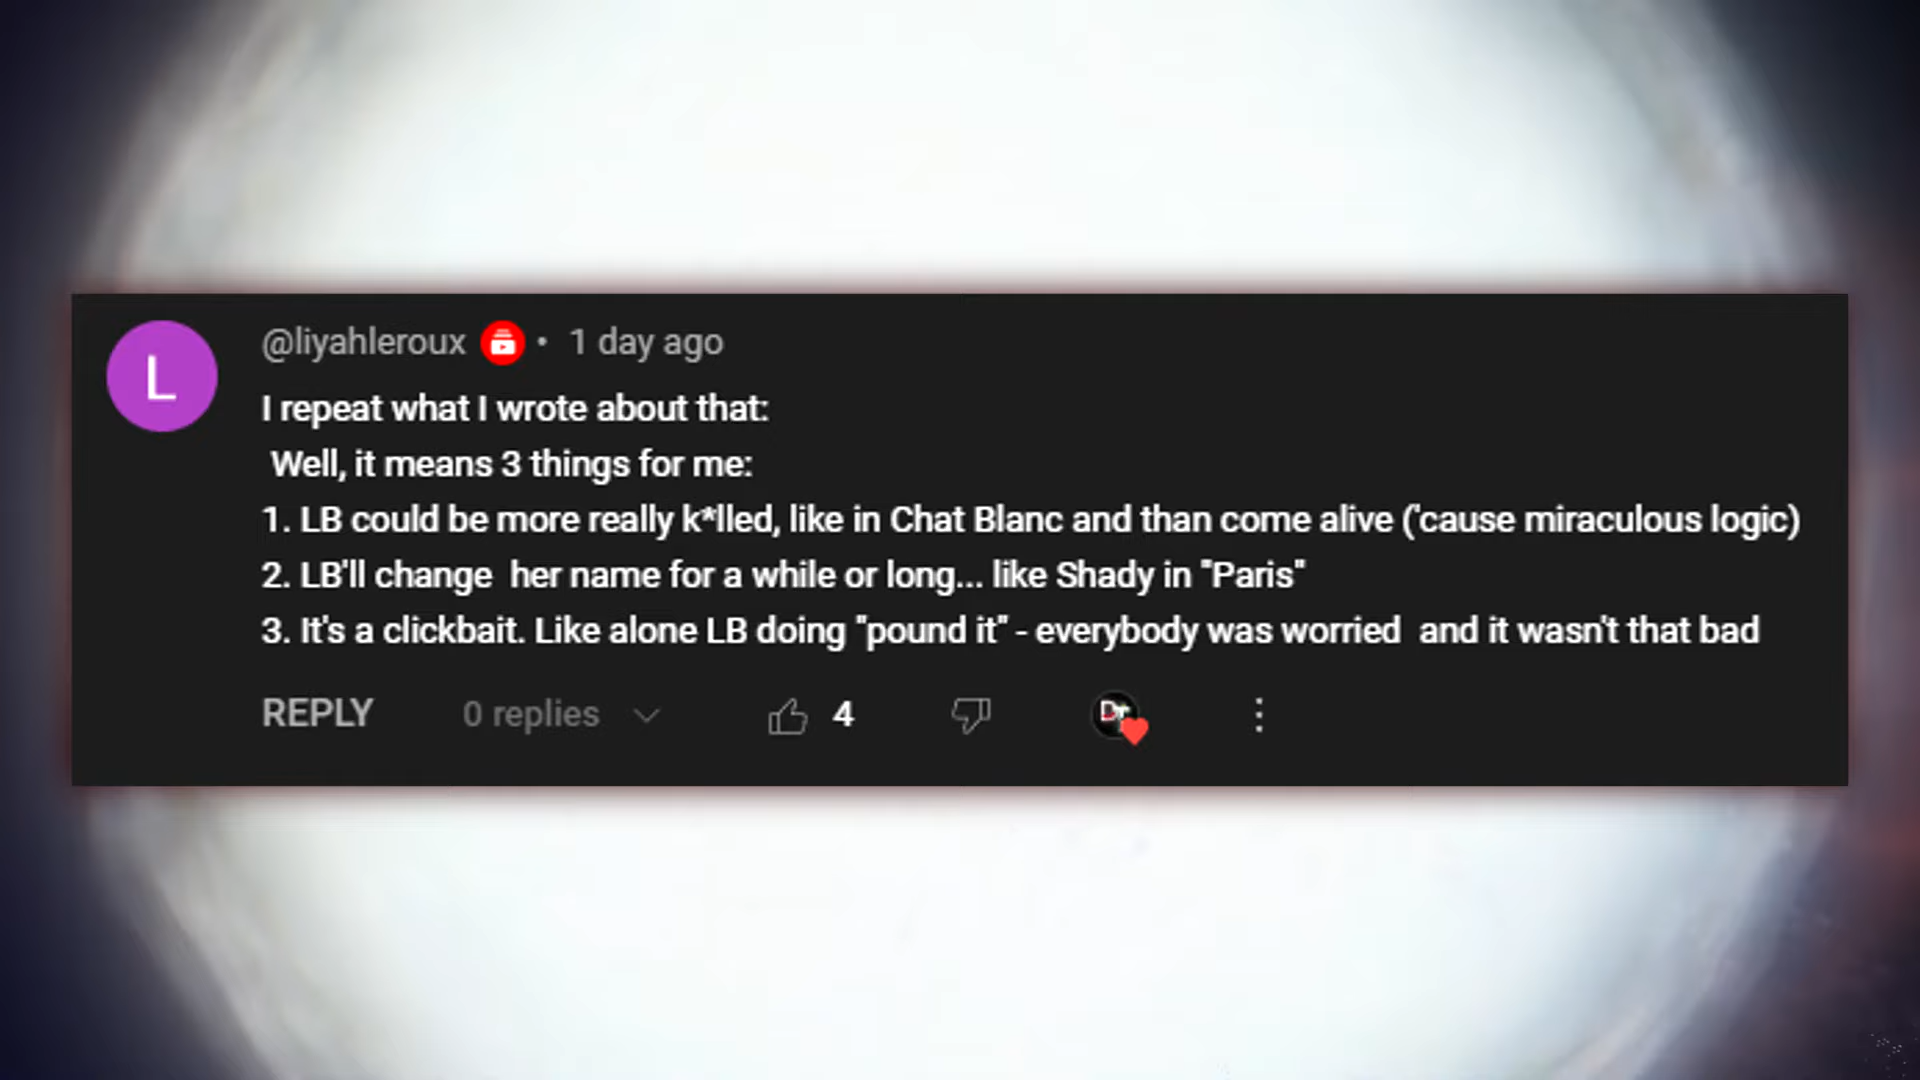 L
@liyahleroux • 1 day ago
I repeat what I wrote about that:
Well, it means 3 things for me:
1. LB could be more really k*lled, like in Chat Blanc and than come alive ('cause miraculous logic)
2. LB'll change her name for a while or long... like Shady in "Paris"
3. It's a clickbait. Like alone LB doing "pound it" - everybody was worried and it wasn't that bad
REPLY 0 replies 4 Dr